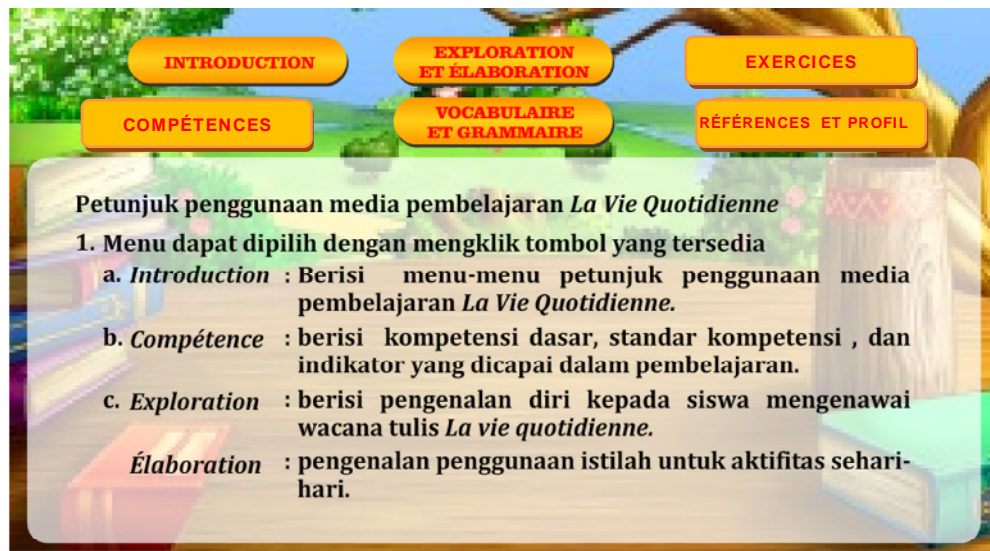 INTRODUCTION
EXPLORATION
ET ÉLABORATION
EXERCICES
COMPÉTENCES
VOCABULAIRE
ET GRAMMAIRE
RÉFÉRENCES ET PROFIL
Petunjuk penggunaan media pembelajaran La Vie Quotidienne
1. Menu dapat dipilih dengan mengklik tombol yang tersedia
a. Introduction : Berisi menu-menu petunjuk penggunaan media
pembelajaran La Vie Quotidienne.
b. Compétence : berisi kompetensi dasar, standar kompetensi , dan
indikator yang dicapai dalam pembelajaran.
c. Exploration : berisi pengenalan diri kepada siswa mengenawai
wacana tulis La vie quotidienne.
Élaboration : pengenalan penggunaan istilah untuk aktifitas sehari-
hari.